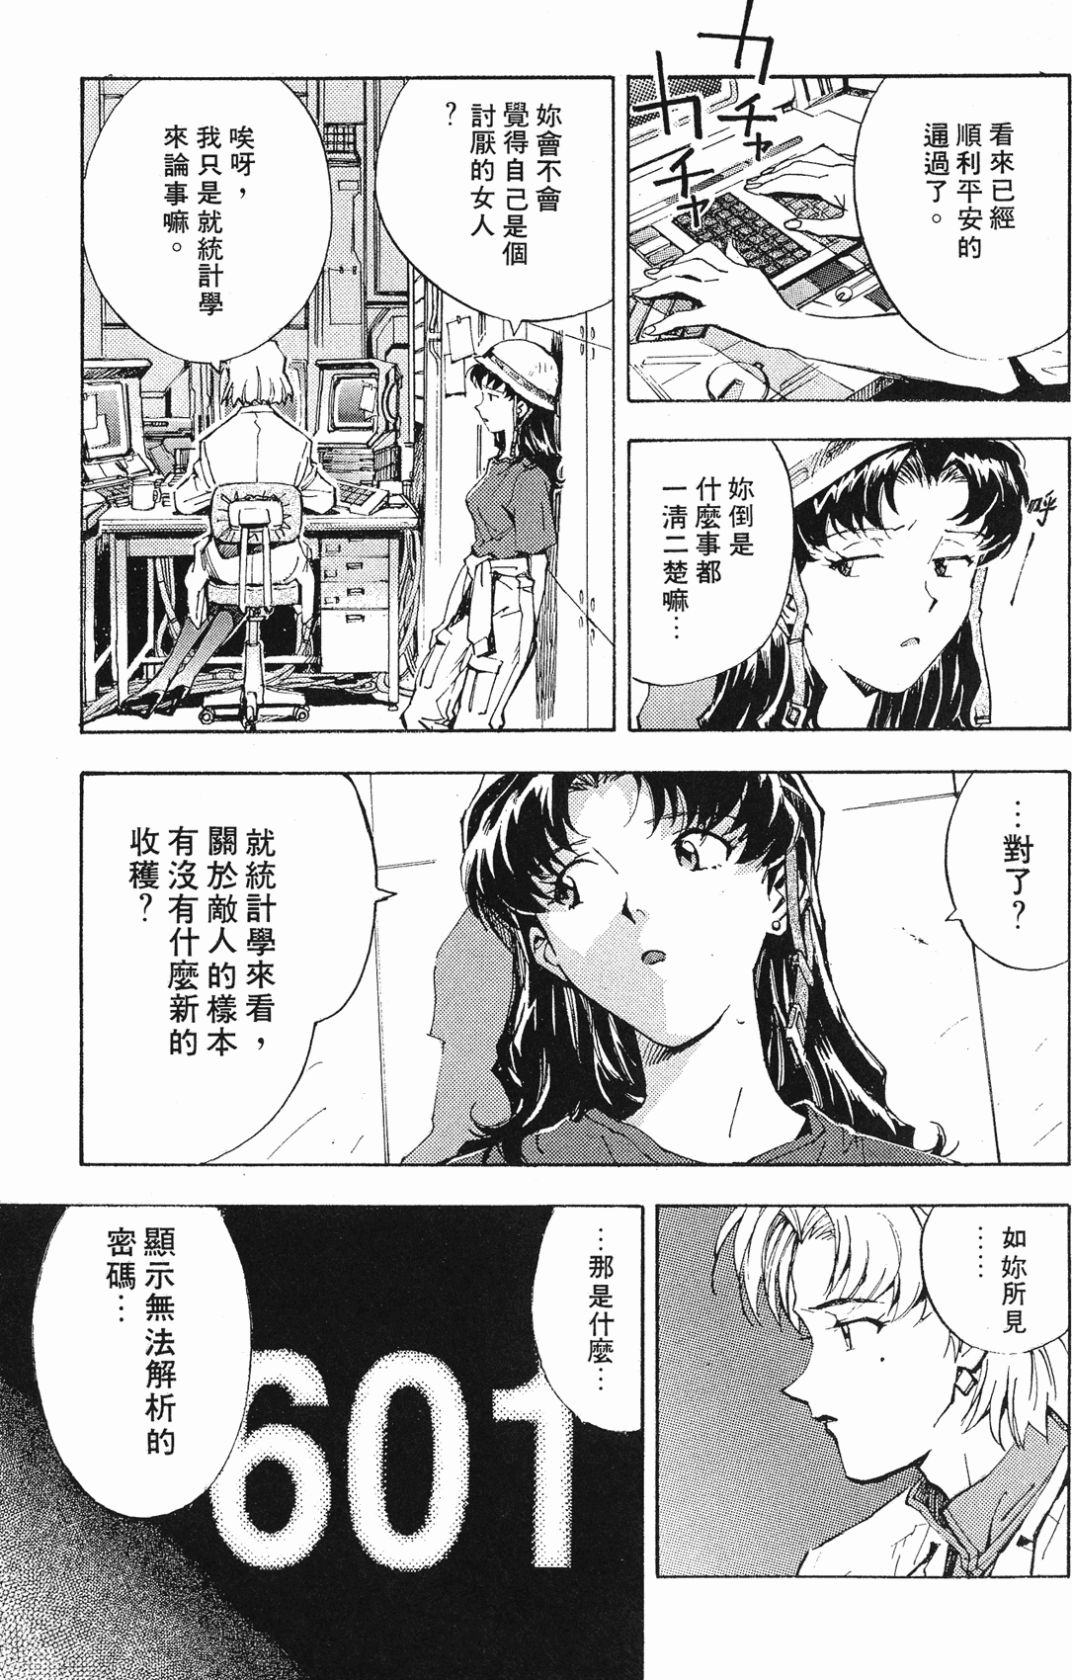 カチャ
カチャ
看來已經
順利平安的
通過了。
妳會不會
覺得自己是個
討厭的女人
？
唉呀，
我只是就統計學
來論事嘛。
呼
妳倒是
什麼事都
一清二楚
嘛…
…對了？
就統計學來看，
關於敵人的樣本
有沒有什麼新的
收穫？
如妳所見
……
…那是什麼…
601
顯示無法解析的
密碼…